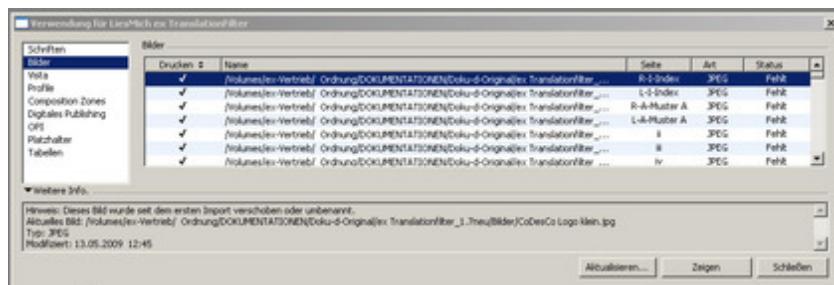 Verwendung für LiesMich ex Translationfilter
Schriften
Bilder
Vista
Profile
Composition Zones
Digitales Publishing
OPI
Platzhalter
Tabellen
Bilder
Drucken Name Seite Art Status
✔ /Volumes/ex-Vertrieb/ Ordnung/DOKUMENTATIONEN/Doku-d-Original/ex Translationfilter_... R-I-Index JPEG Fehlt
✔ /Volumes/ex-Vertrieb/ Ordnung/DOKUMENTATIONEN/Doku-d-Original/ex Translationfilter_... L-I-Index JPEG Fehlt
✔ /Volumes/ex-Vertrieb/ Ordnung/DOKUMENTATIONEN/Doku-d-Original/ex Translationfilter_... R-A-Muster A JPEG Fehlt
✔ /Volumes/ex-Vertrieb/ Ordnung/DOKUMENTATIONEN/Doku-d-Original/ex Translationfilter_... L-A-Muster A JPEG Fehlt
✔ /Volumes/ex-Vertrieb/ Ordnung/DOKUMENTATIONEN/Doku-d-Original/ex Translationfilter_... ii JPEG Fehlt
✔ /Volumes/ex-Vertrieb/ Ordnung/DOKUMENTATIONEN/Doku-d-Original/ex Translationfilter_... iii JPEG Fehlt
✔ /Volumes/ex-Vertrieb/ Ordnung/DOKUMENTATIONEN/Doku-d-Original/ex Translationfilter_... iv JPEG Fehlt
Weitere Info.
Hinweis: Dieses Bild wurde seit dem ersten Import verschoben oder umbenannt.
Aktuelles Bild: /Volumes/ex-Vertrieb/ Ordnung/DOKUMENTATIONEN/Doku-d-Original/ex Translationfilter_1.7neu/Bilder/CoDesCo Logo klein.jpg
Typ: JPEG
Modifiziert: 13.05.2009 12:45
Aktualisieren... Zeigen Schließen